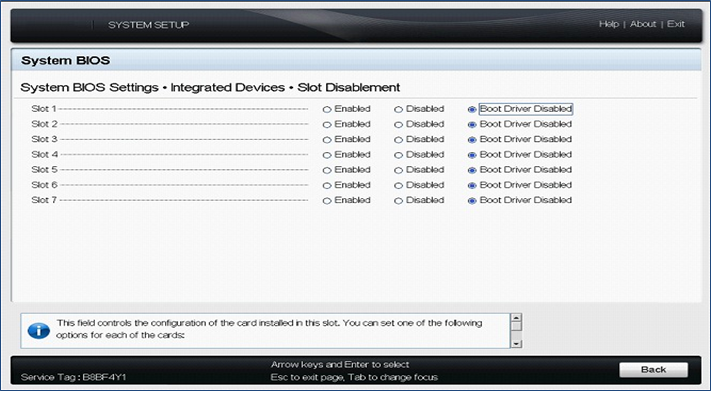 SYSTEM SETUP
Help | About | Exit
System BIOS
System BIOS Settings • Integrated Devices • Slot Disablement
Slot 1 Enabled Disabled Boot Driver Disabled
Slot 2 Enabled Disabled Boot Driver Disabled
Slot 3 Enabled Disabled Boot Driver Disabled
Slot 4 Enabled Disabled Boot Driver Disabled
Slot 5 Enabled Disabled Boot Driver Disabled
Slot 6 Enabled Disabled Boot Driver Disabled
Slot 7 Enabled Disabled Boot Driver Disabled
This field controls the configuration of the card installed in this slot. You can set one of the following
options for each of the cards:
Arrow keys and Enter to select
Service Tag : B8BF4Y1
Esc to exit page, Tab to change focus
Back